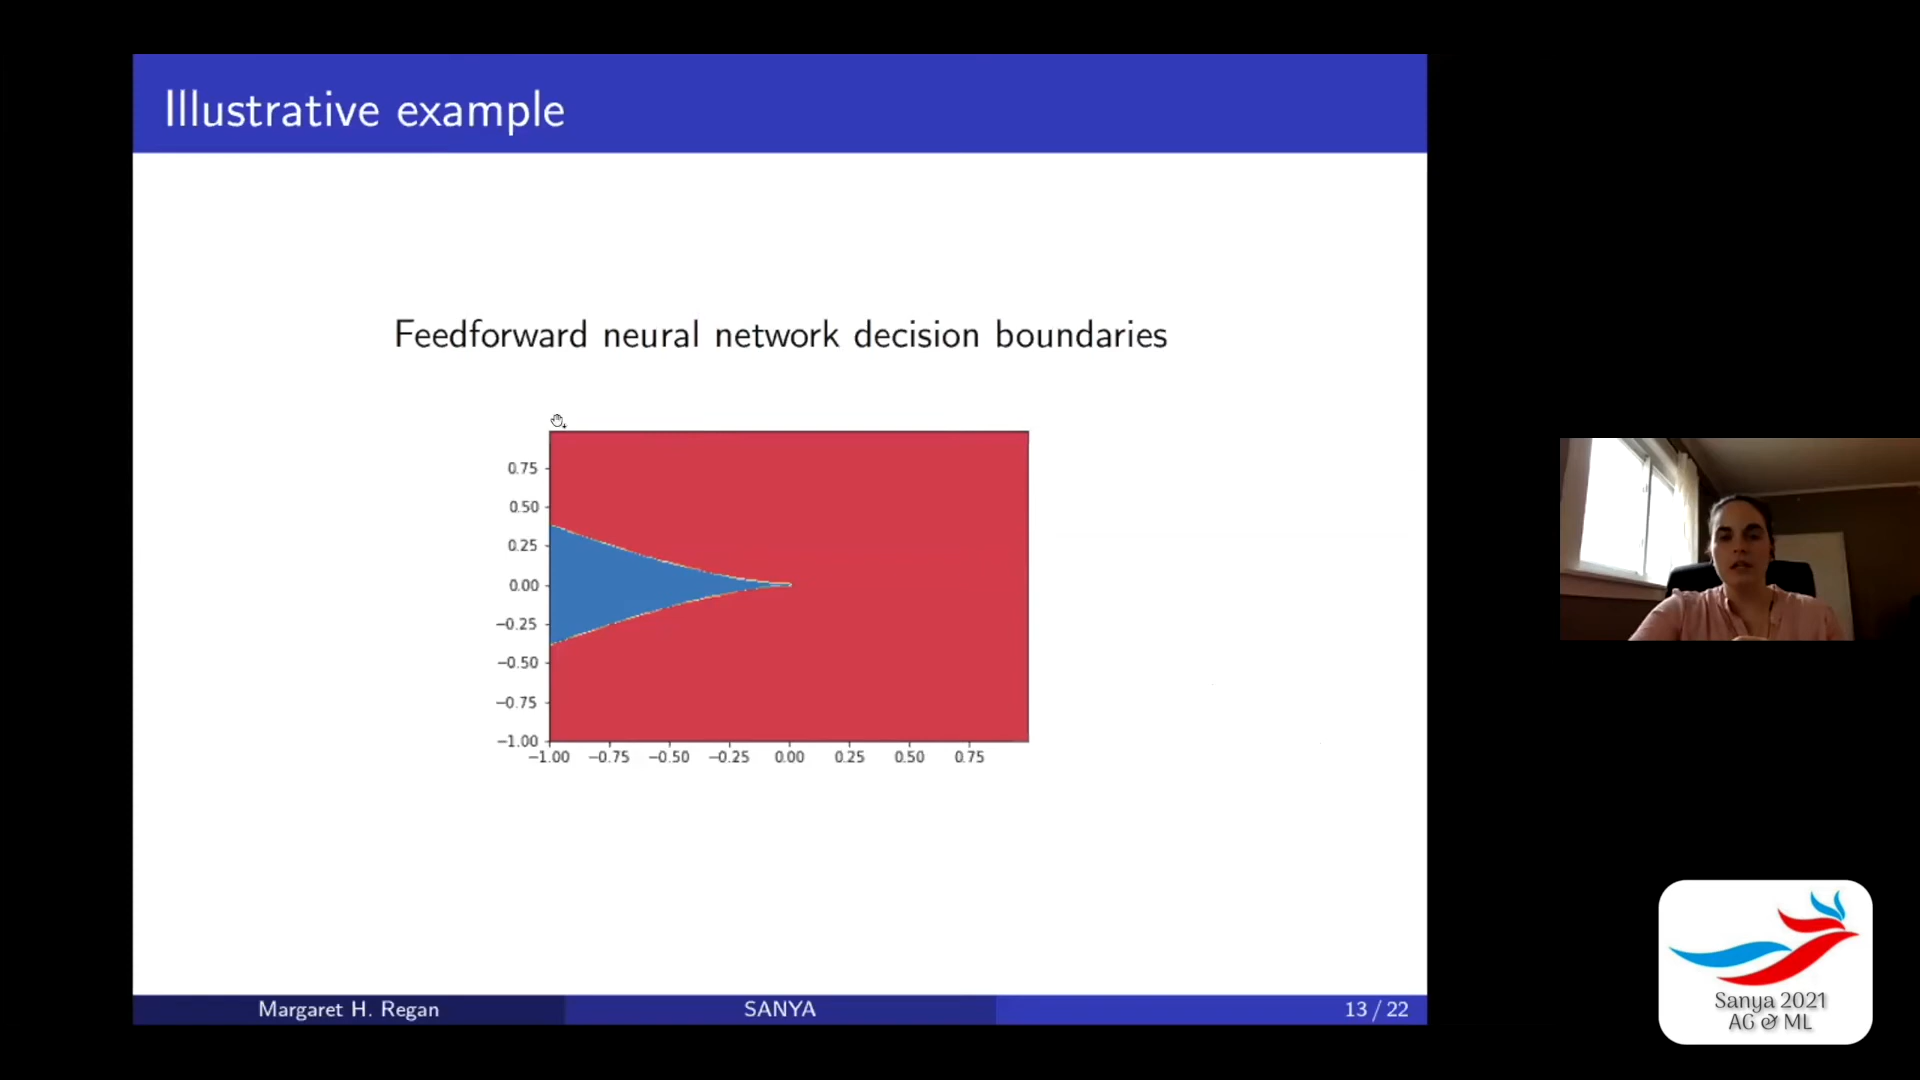 Illustrative example
Feedforward neural network decision boundaries
0.75
0.50
0.25
0.00
−0.25
−0.50
−0.75
−1.00
−1.00 −0.75 −0.50 −0.25 0.00 0.25 0.50 0.75
Margaret H. Regan SANYA 13 / 22
Sanya 2021
AG & ML